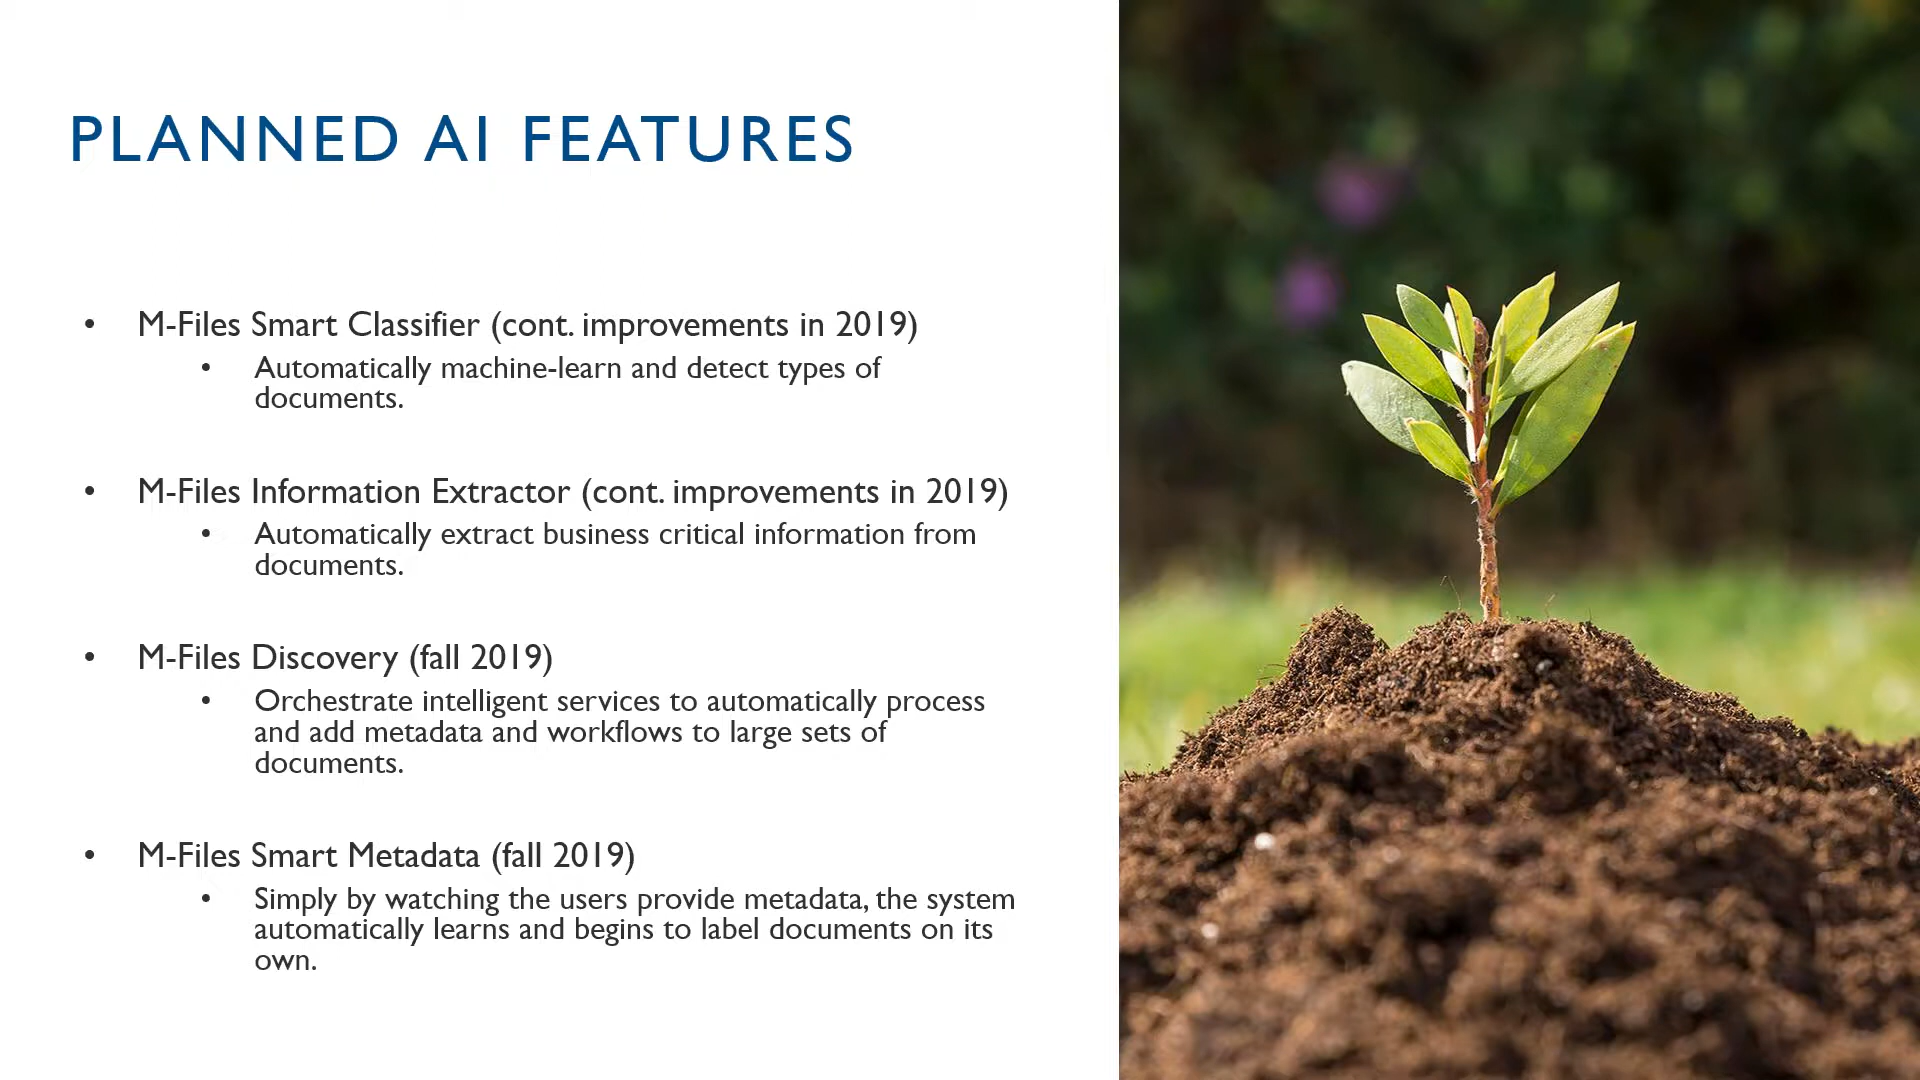 PLANNED AI FEATURES
• M-Files Smart Classifier (cont. improvements in 2019)
• Automatically machine-learn and detect types of
documents.
• M-Files Information Extractor (cont. improvements in 2019)
• Automatically extract business critical information from
documents.
• M-Files Discovery (fall 2019)
• Orchestrate intelligent services to automatically process
and add metadata and workflows to large sets of
documents.
• M-Files Smart Metadata (fall 2019)
• Simply by watching the users provide metadata, the system
automatically learns and begins to label documents on its
own.